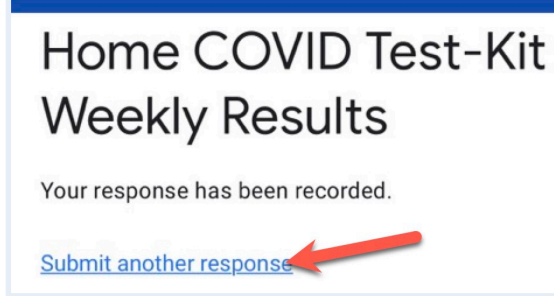 Home COVID Test-Kit
Weekly Results
Your response has been recorded.
Submit another response